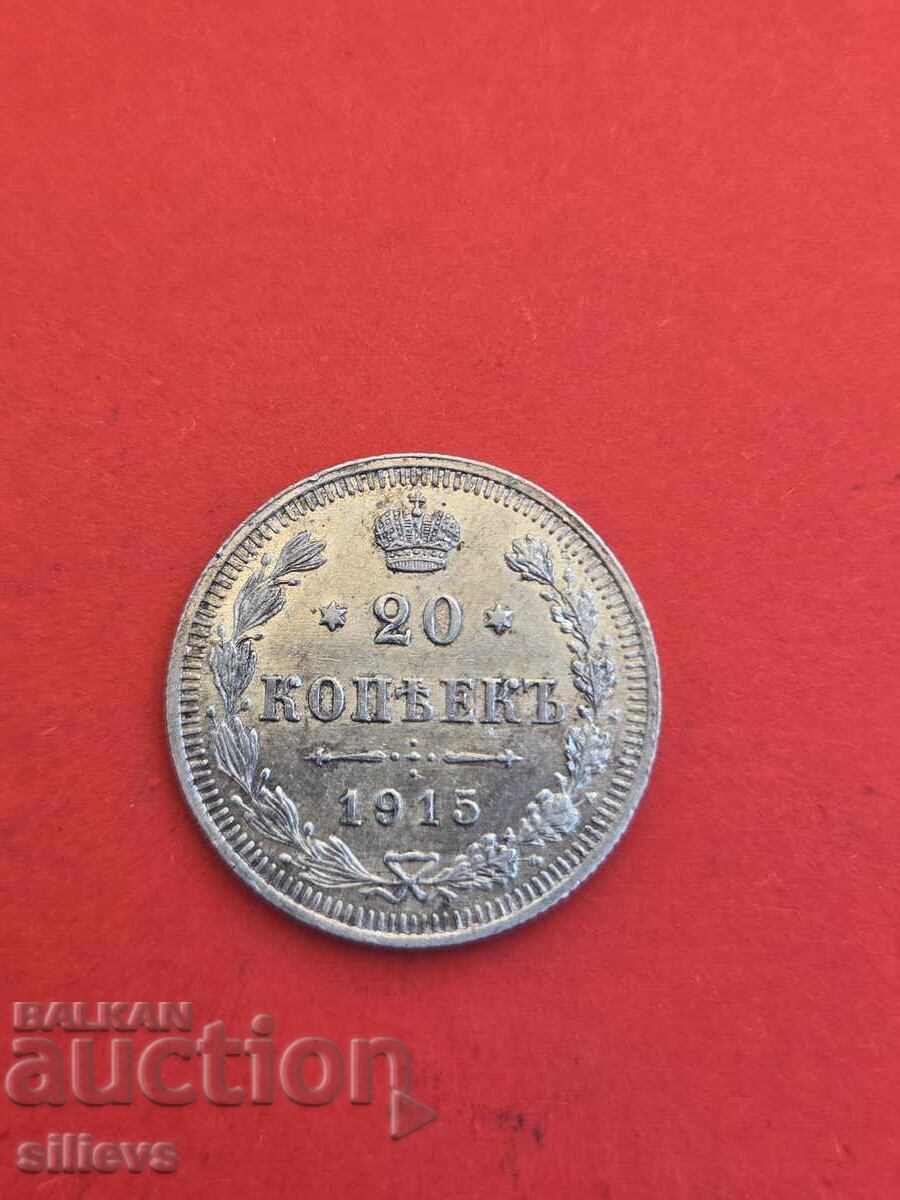 20
КОПѢЕКЪ
1915
BALKAN
auction
silievs